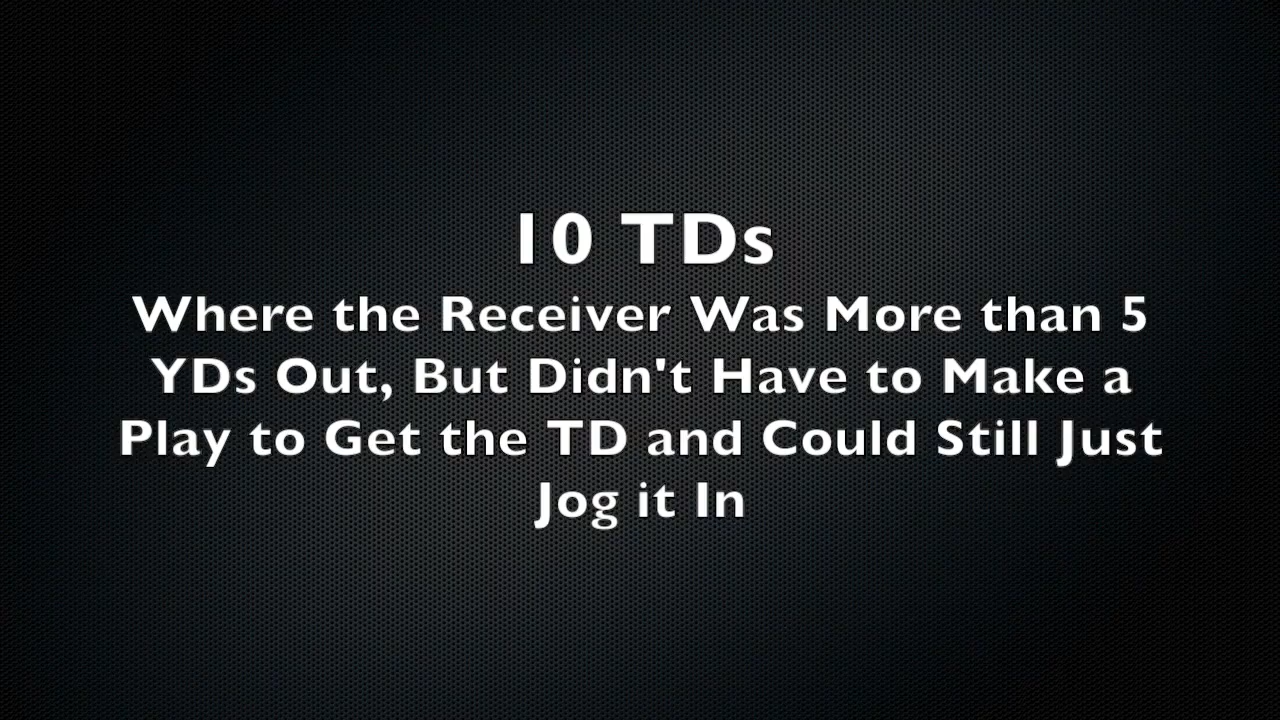 10 TDs
Where the Receiver Was More than 5
YDs Out, But Didn't Have to Make a
Play to Get the TD and Could Still Just
Jog it In